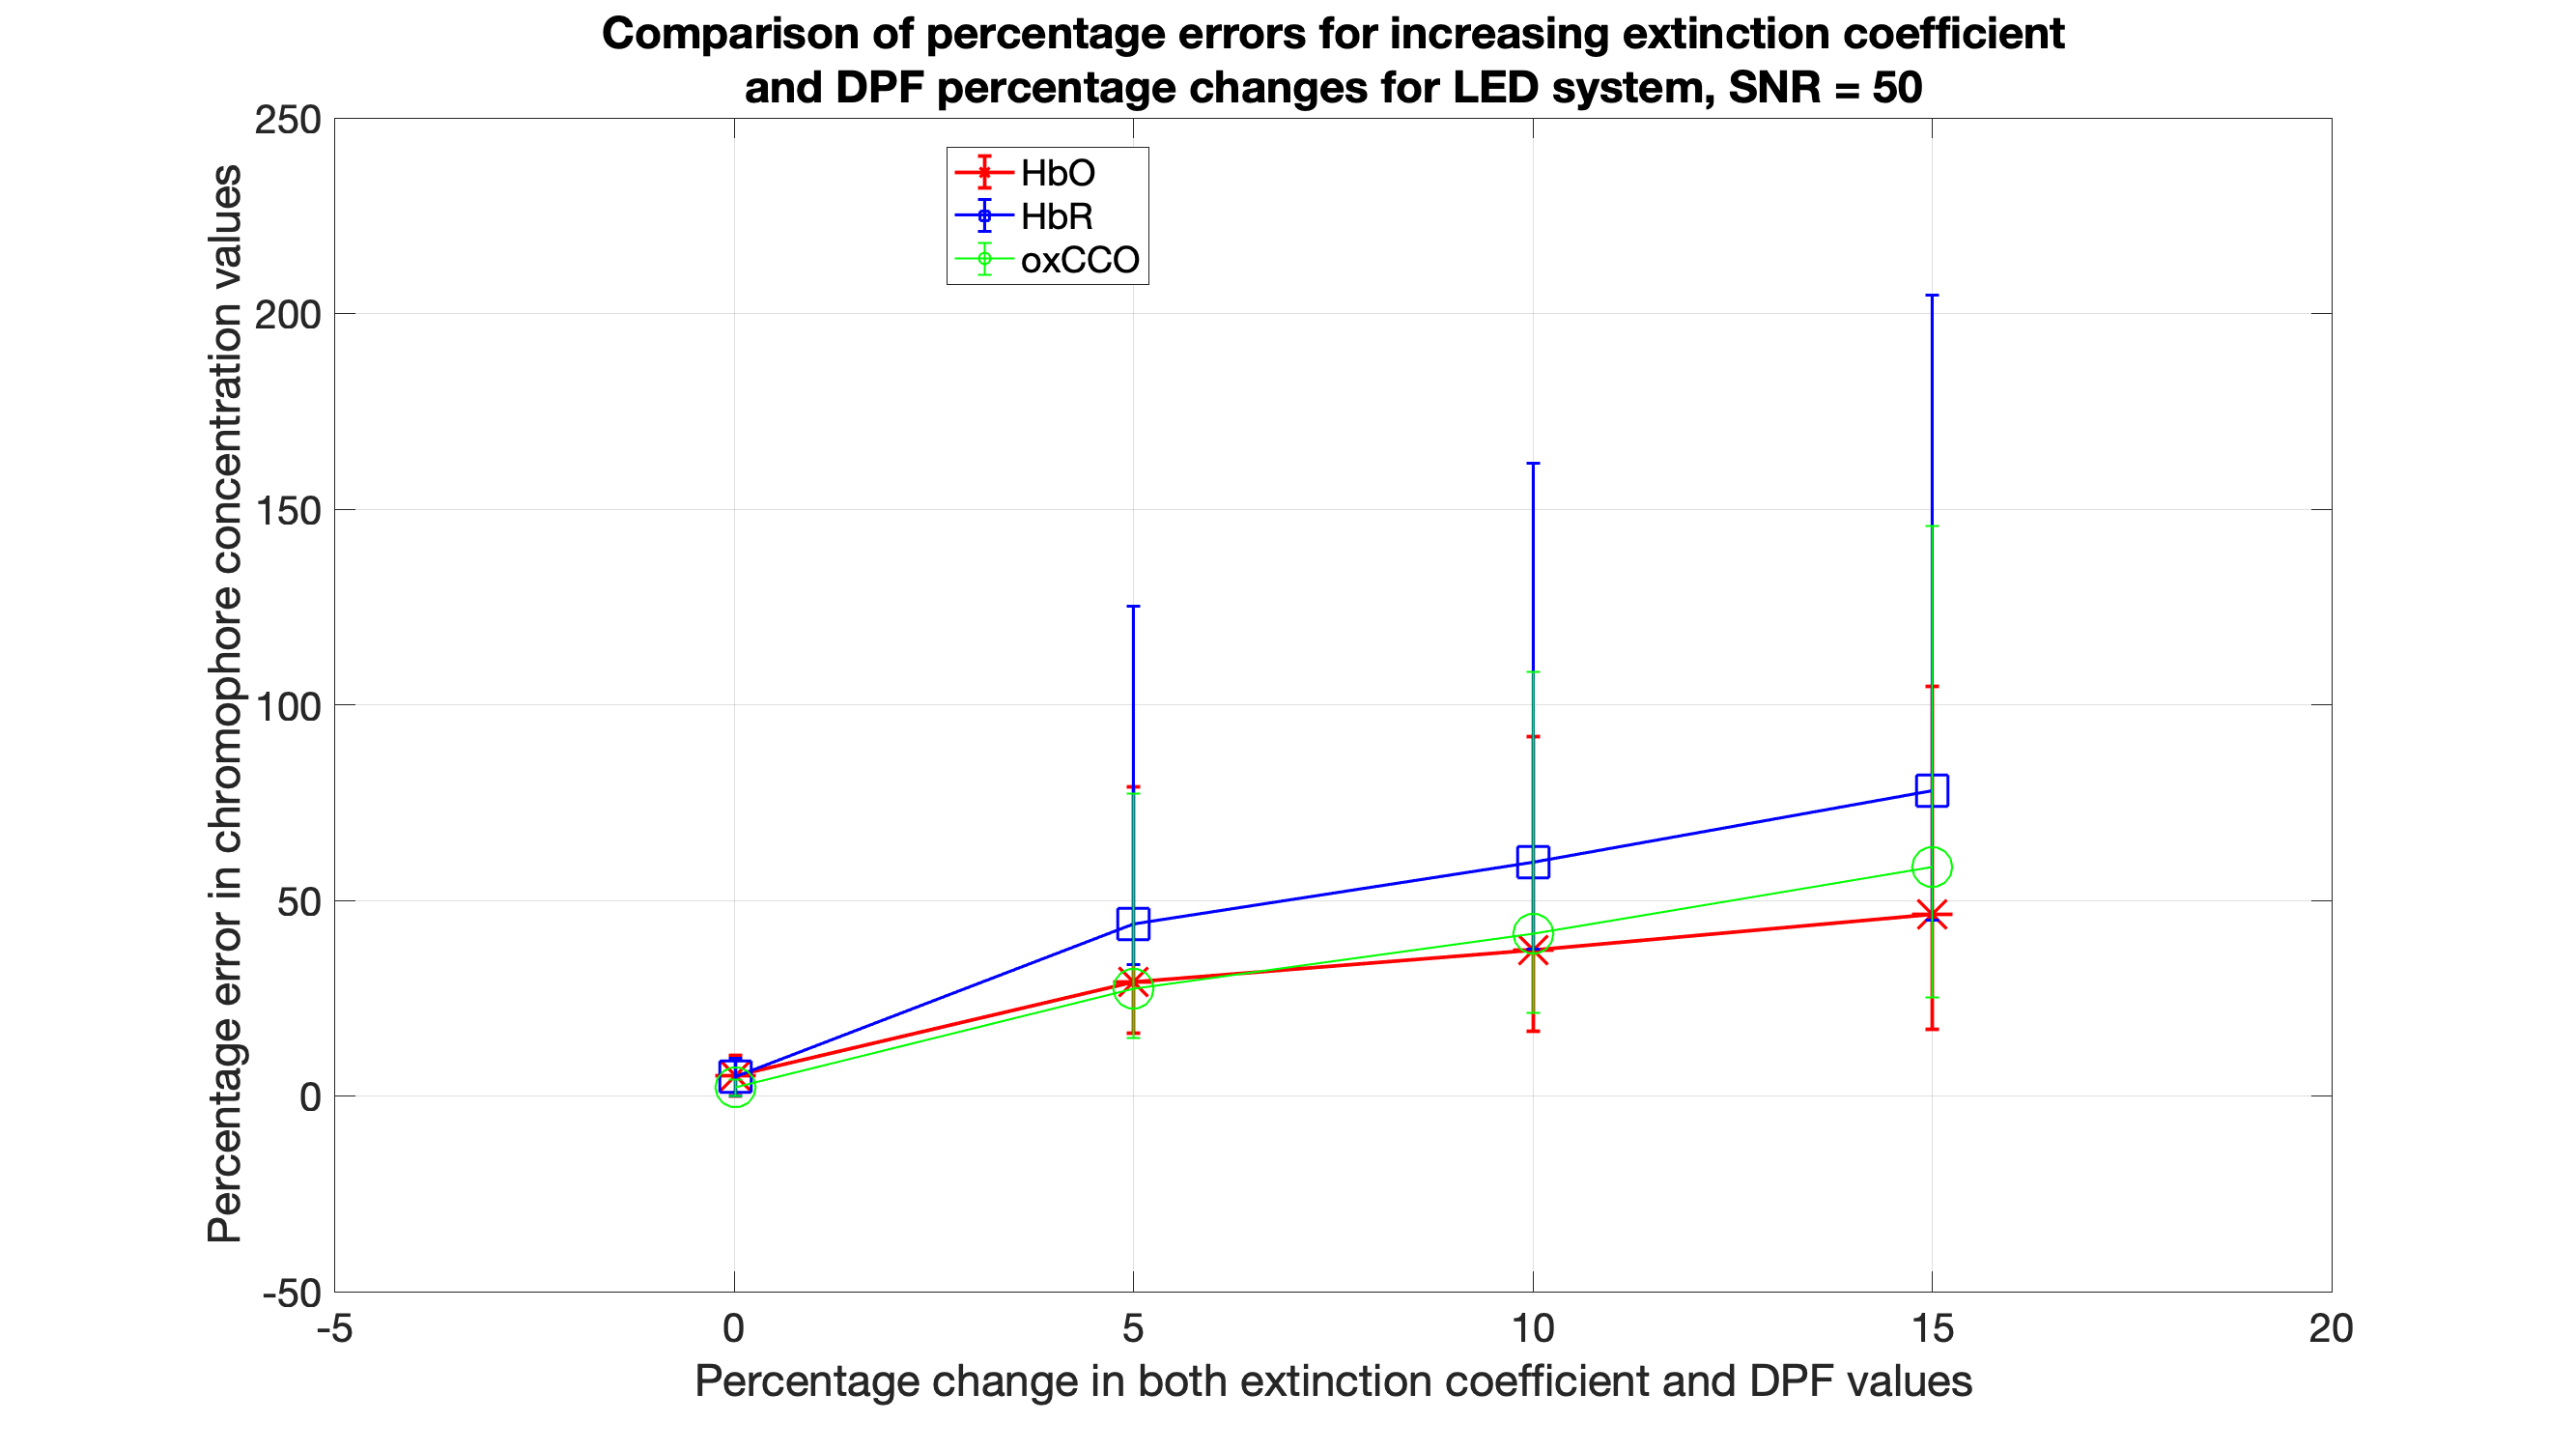 Comparison of percentage errors for increasing extinction coefficient
and DPF percentage changes for LED system, SNR = 50
HbO
HbR
oxCCO
Percentage error in chromophore concentration values
250
200
150
100
50
0
-50
-5 0 5 10 15 20
Percentage change in both extinction coefficient and DPF values